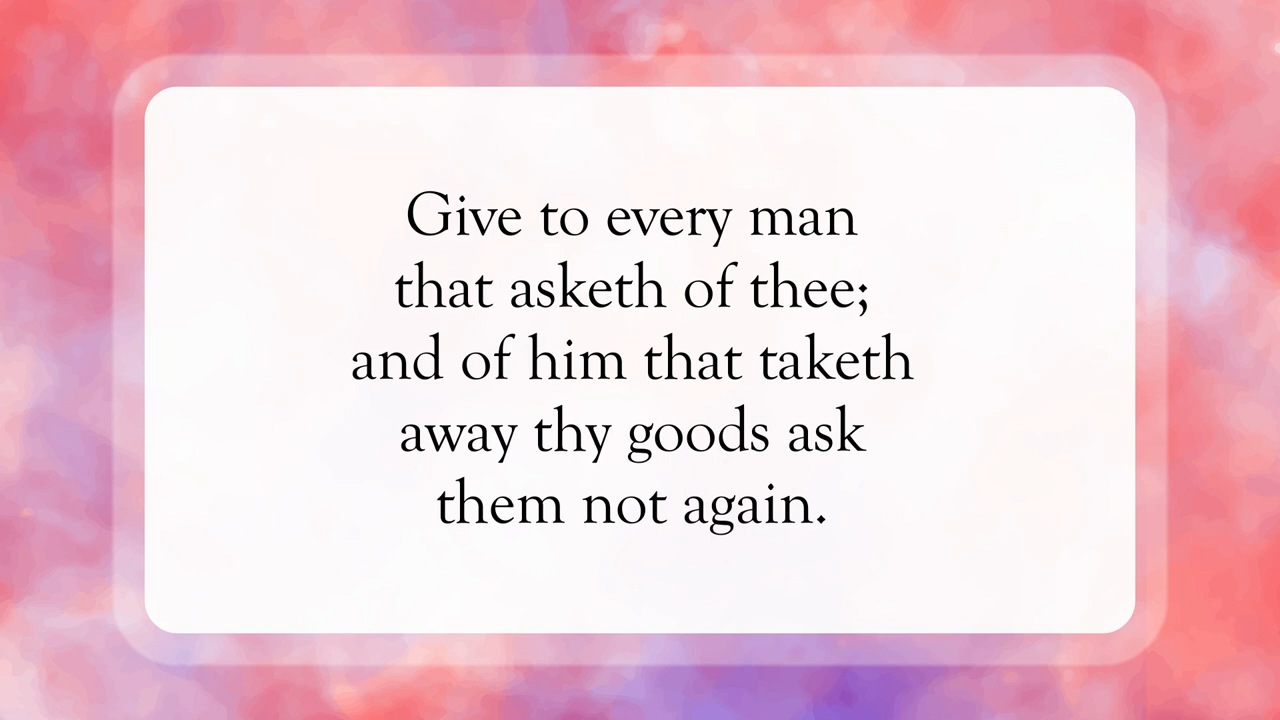 Give to every man
that asketh of thee;
and of him that taketh
away thy goods ask
them not again.